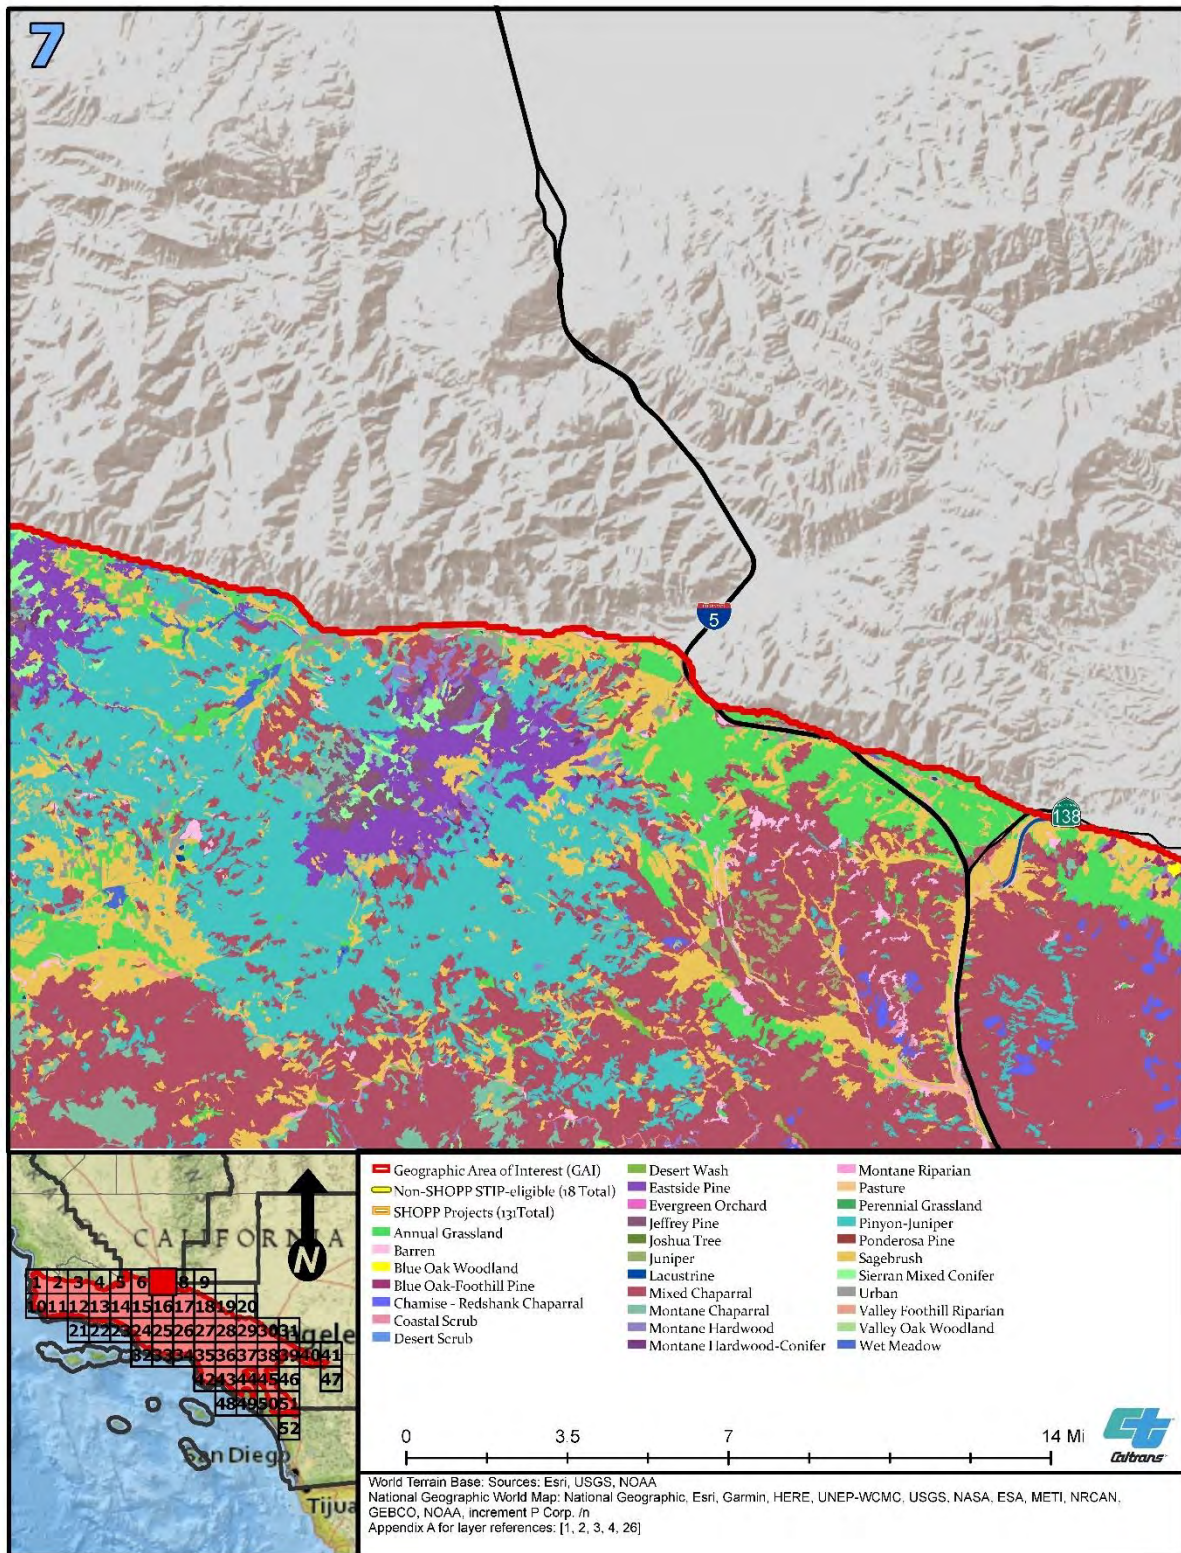 7
5
138
CALIFORNIA
1 2 3 4 5 6 8 9
10 11 12 13 14 15 16 17 18 19 20
21 22 23 24 25 26 27 28 29 30 31
32 33 34 35 36 37 38 39 40 41
42 43 44 45 46 47
48 49 50 51
52
San Diego
Tijua
N
Geographic Area of Interest (GAI)
Non-SHOPP STIP-eligible (18 Total)
SHOPP Projects (131Total)
Annual Grassland
Barren
Blue Oak Woodland
Blue Oak-Foothill Pine
Chamise - Redshank Chaparral
Coastal Scrub
Desert Scrub
Desert Wash
Eastside Pine
Evergreen Orchard
Jeffrey Pine
Joshua Tree
Juniper
Lacustrine
Mixed Chaparral
Montane Chaparral
Montane Hardwood
Montane Hardwood-Conifer
Montane Riparian
Pasture
Perennial Grassland
Pinyon-Juniper
Ponderosa Pine
Sagebrush
Sierran Mixed Conifer
Urban
Valley Foothill Riparian
Valley Oak Woodland
Wet Meadow
0 3.5 7 14 Mi
Caltrans
World Terrain Base: Sources: Esri, USGS, NOAA
National Geographic World Map: National Geographic, Esri, Garmin, HERE, UNEP-WCMC, USGS, NASA, ESA, METI, NRCAN,
GEBCO, NOAA, increment P Corp. /n
Appendix A for layer references: [1, 2, 3, 4, 26]